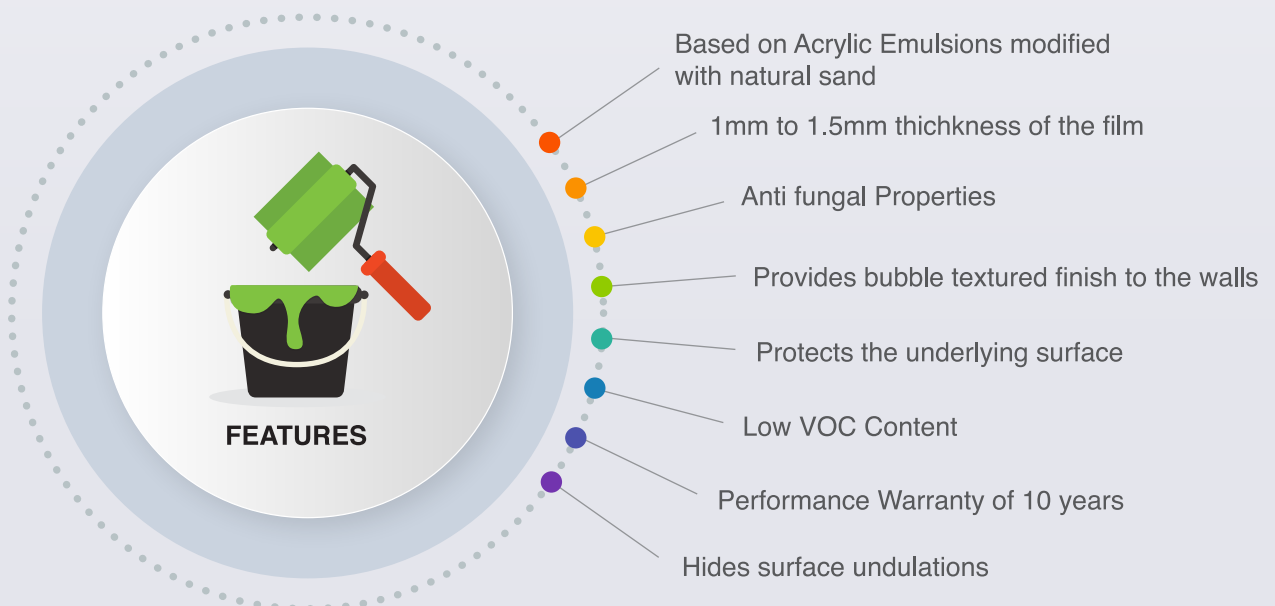 Based on Acrylic Emulsions modified
with natural sand
1mm to 1.5mm thichkness of the film
Anti fungal Properties
Provides bubble textured finish to the walls
Protects the underlying surface
Low VOC Content
Performance Warranty of 10 years
Hides surface undulations
FEATURES